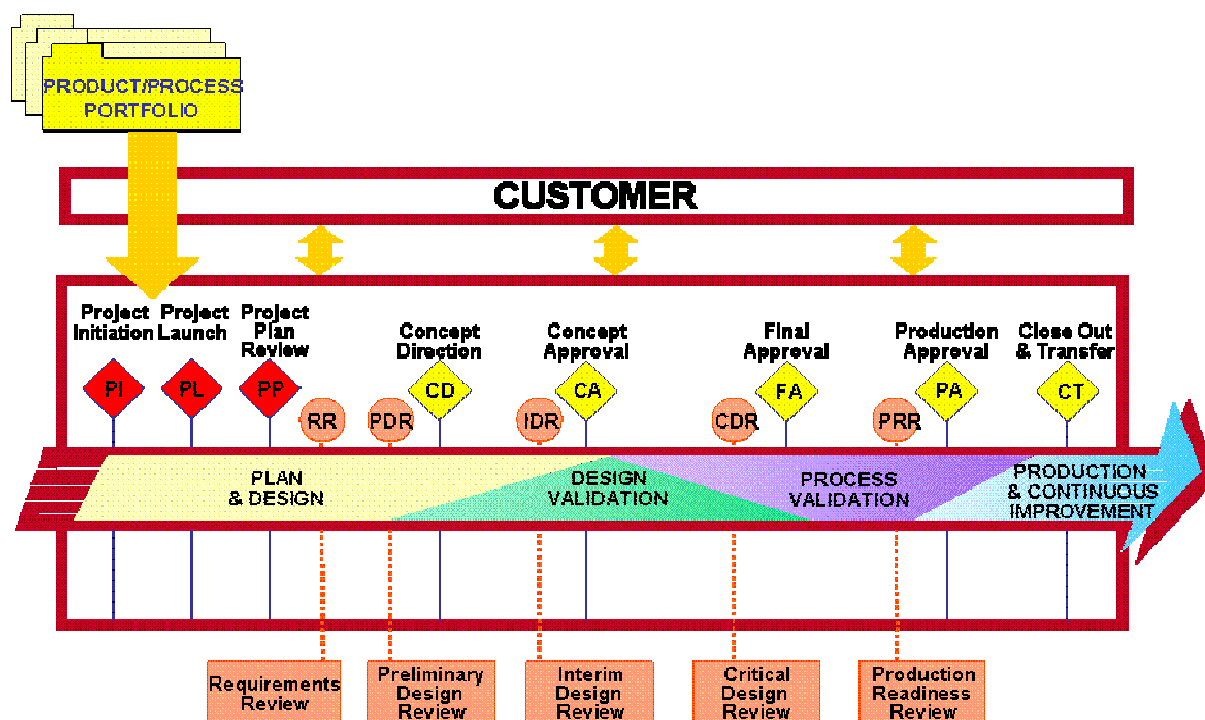 PRODUCT/PROCESS
PORTFOLIO
CUSTOMER
Project
Initiation
Project
Launch
Project
Plan
Review
Concept
Direction
Concept
Approval
Final
Approval
Production
Approval
Close Out
& Transfer
PI
PL
PP
RR
PDR
CD
IDR
CA
CDR
FA
PRR
PA
CT
PLAN
& DESIGN
DESIGN
VALIDATION
PROCESS
VALIDATION
PRODUCTION
& CONTINUOUS
IMPROVEMENT
Requirements
Review
Preliminary
Design
Review
Interim
Design
Review
Critical
Design
Review
Production
Readiness
Review